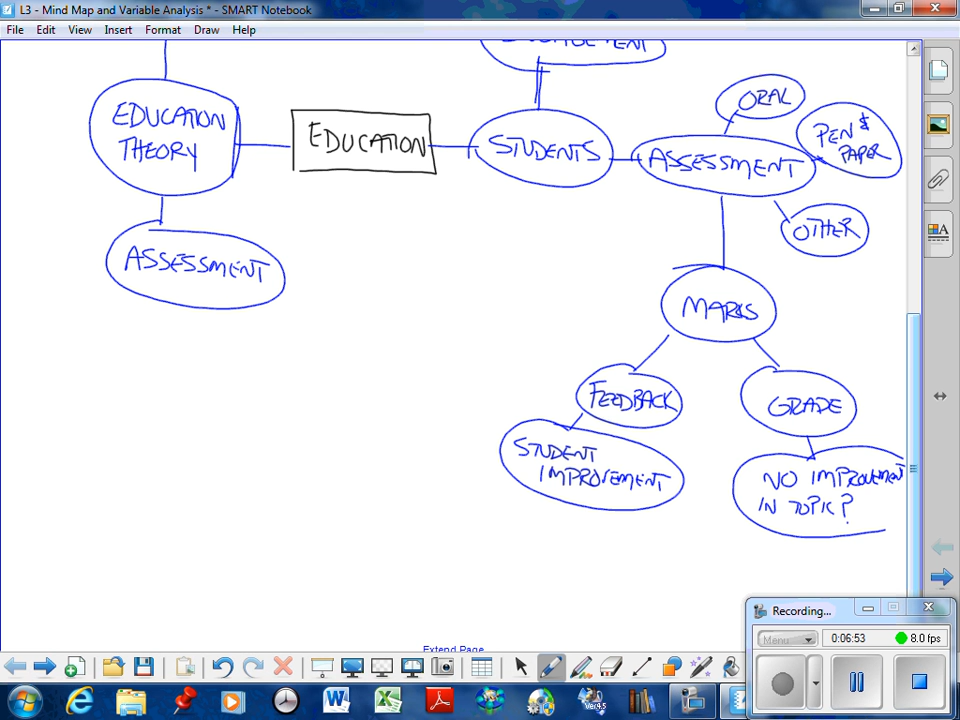 L3 - Mind Map and Variable Analysis * - SMART Notebook
File Edit View Insert Format Draw Help
ORAL
EDUCATION
THEORY
EDUCATION
STUDENTS
ASSESSMENT
PEN &
PAPER
OTHER
ASSESSMENT
MARKS
FEEDBACK
GRADE
STUDENT
IMPROVEMENT
NO IMPROVEMENT
IN TOPIC?
Extend Page
Recording...
Menu
0:06:53
8.0 fps